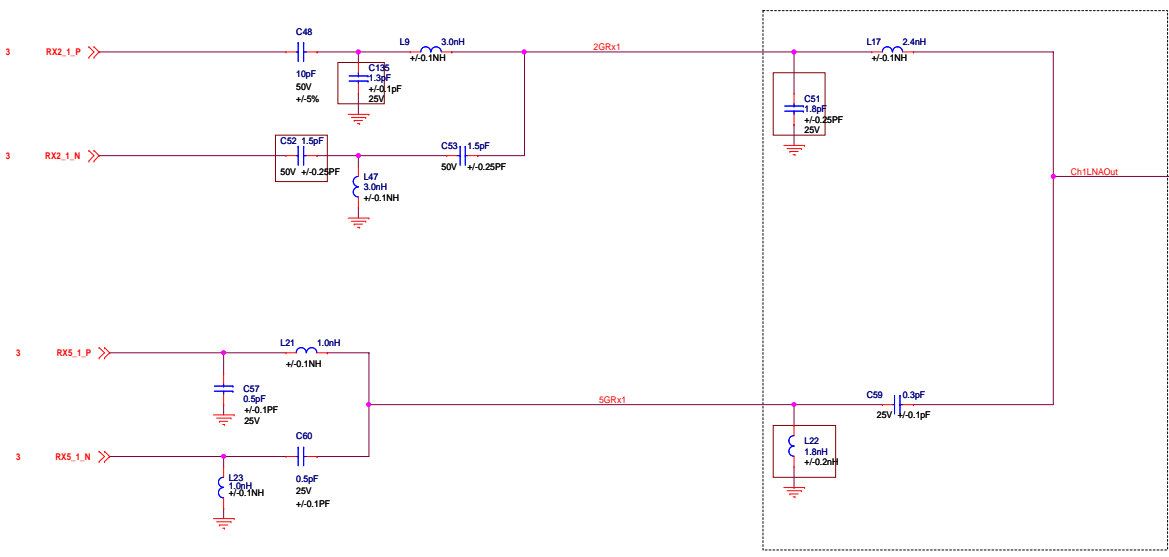 3 RX2_1_P
C48
10pF
50V
+/-5%
C135
1.3pF
+/-0.1pF
25V
L9 3.0nH
+/-0.1NH
2GRx1
L17 2.4nH
+/-0.1NH
C51
1.8pF
+/-0.25PF
25V
3 RX2_1_N
C52 1.5pF
50V +/-0.25PF
L47
3.0nH
+/-0.1NH
C53 1.5pF
50V +/-0.25PF
Ch1LNAOut
3 RX5_1_P
L21 1.0nH
+/-0.1NH
C57
0.5pF
+/-0.1PF
25V
5GRx1
C59 0.3pF
25V +/-0.1pF
L22
1.8nH
+/-0.2nH
3 RX5_1_N
C60
0.5pF
25V
+/-0.1PF
L23
1.0nH
+/-0.1NH